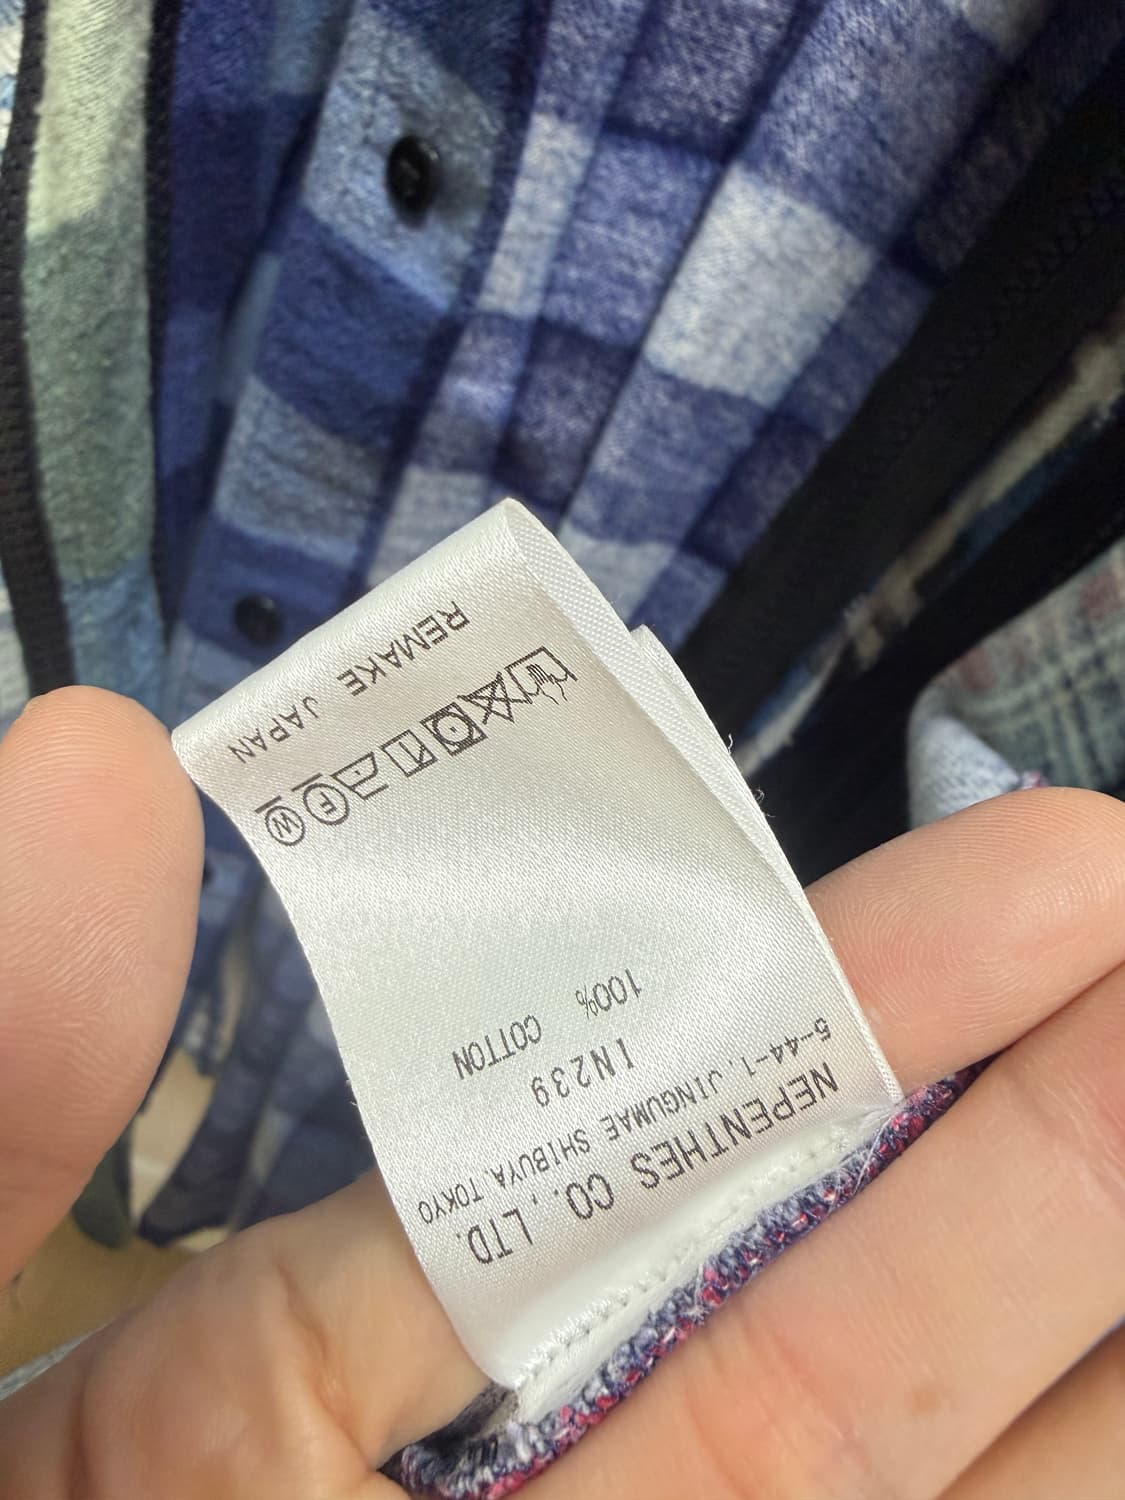 NEPENTHES CO., LTD.
5-44-1, JINGUMAE SHIBUYA, TOKYO
IN239
100% COTTON
W F
REMAKE JAPAN